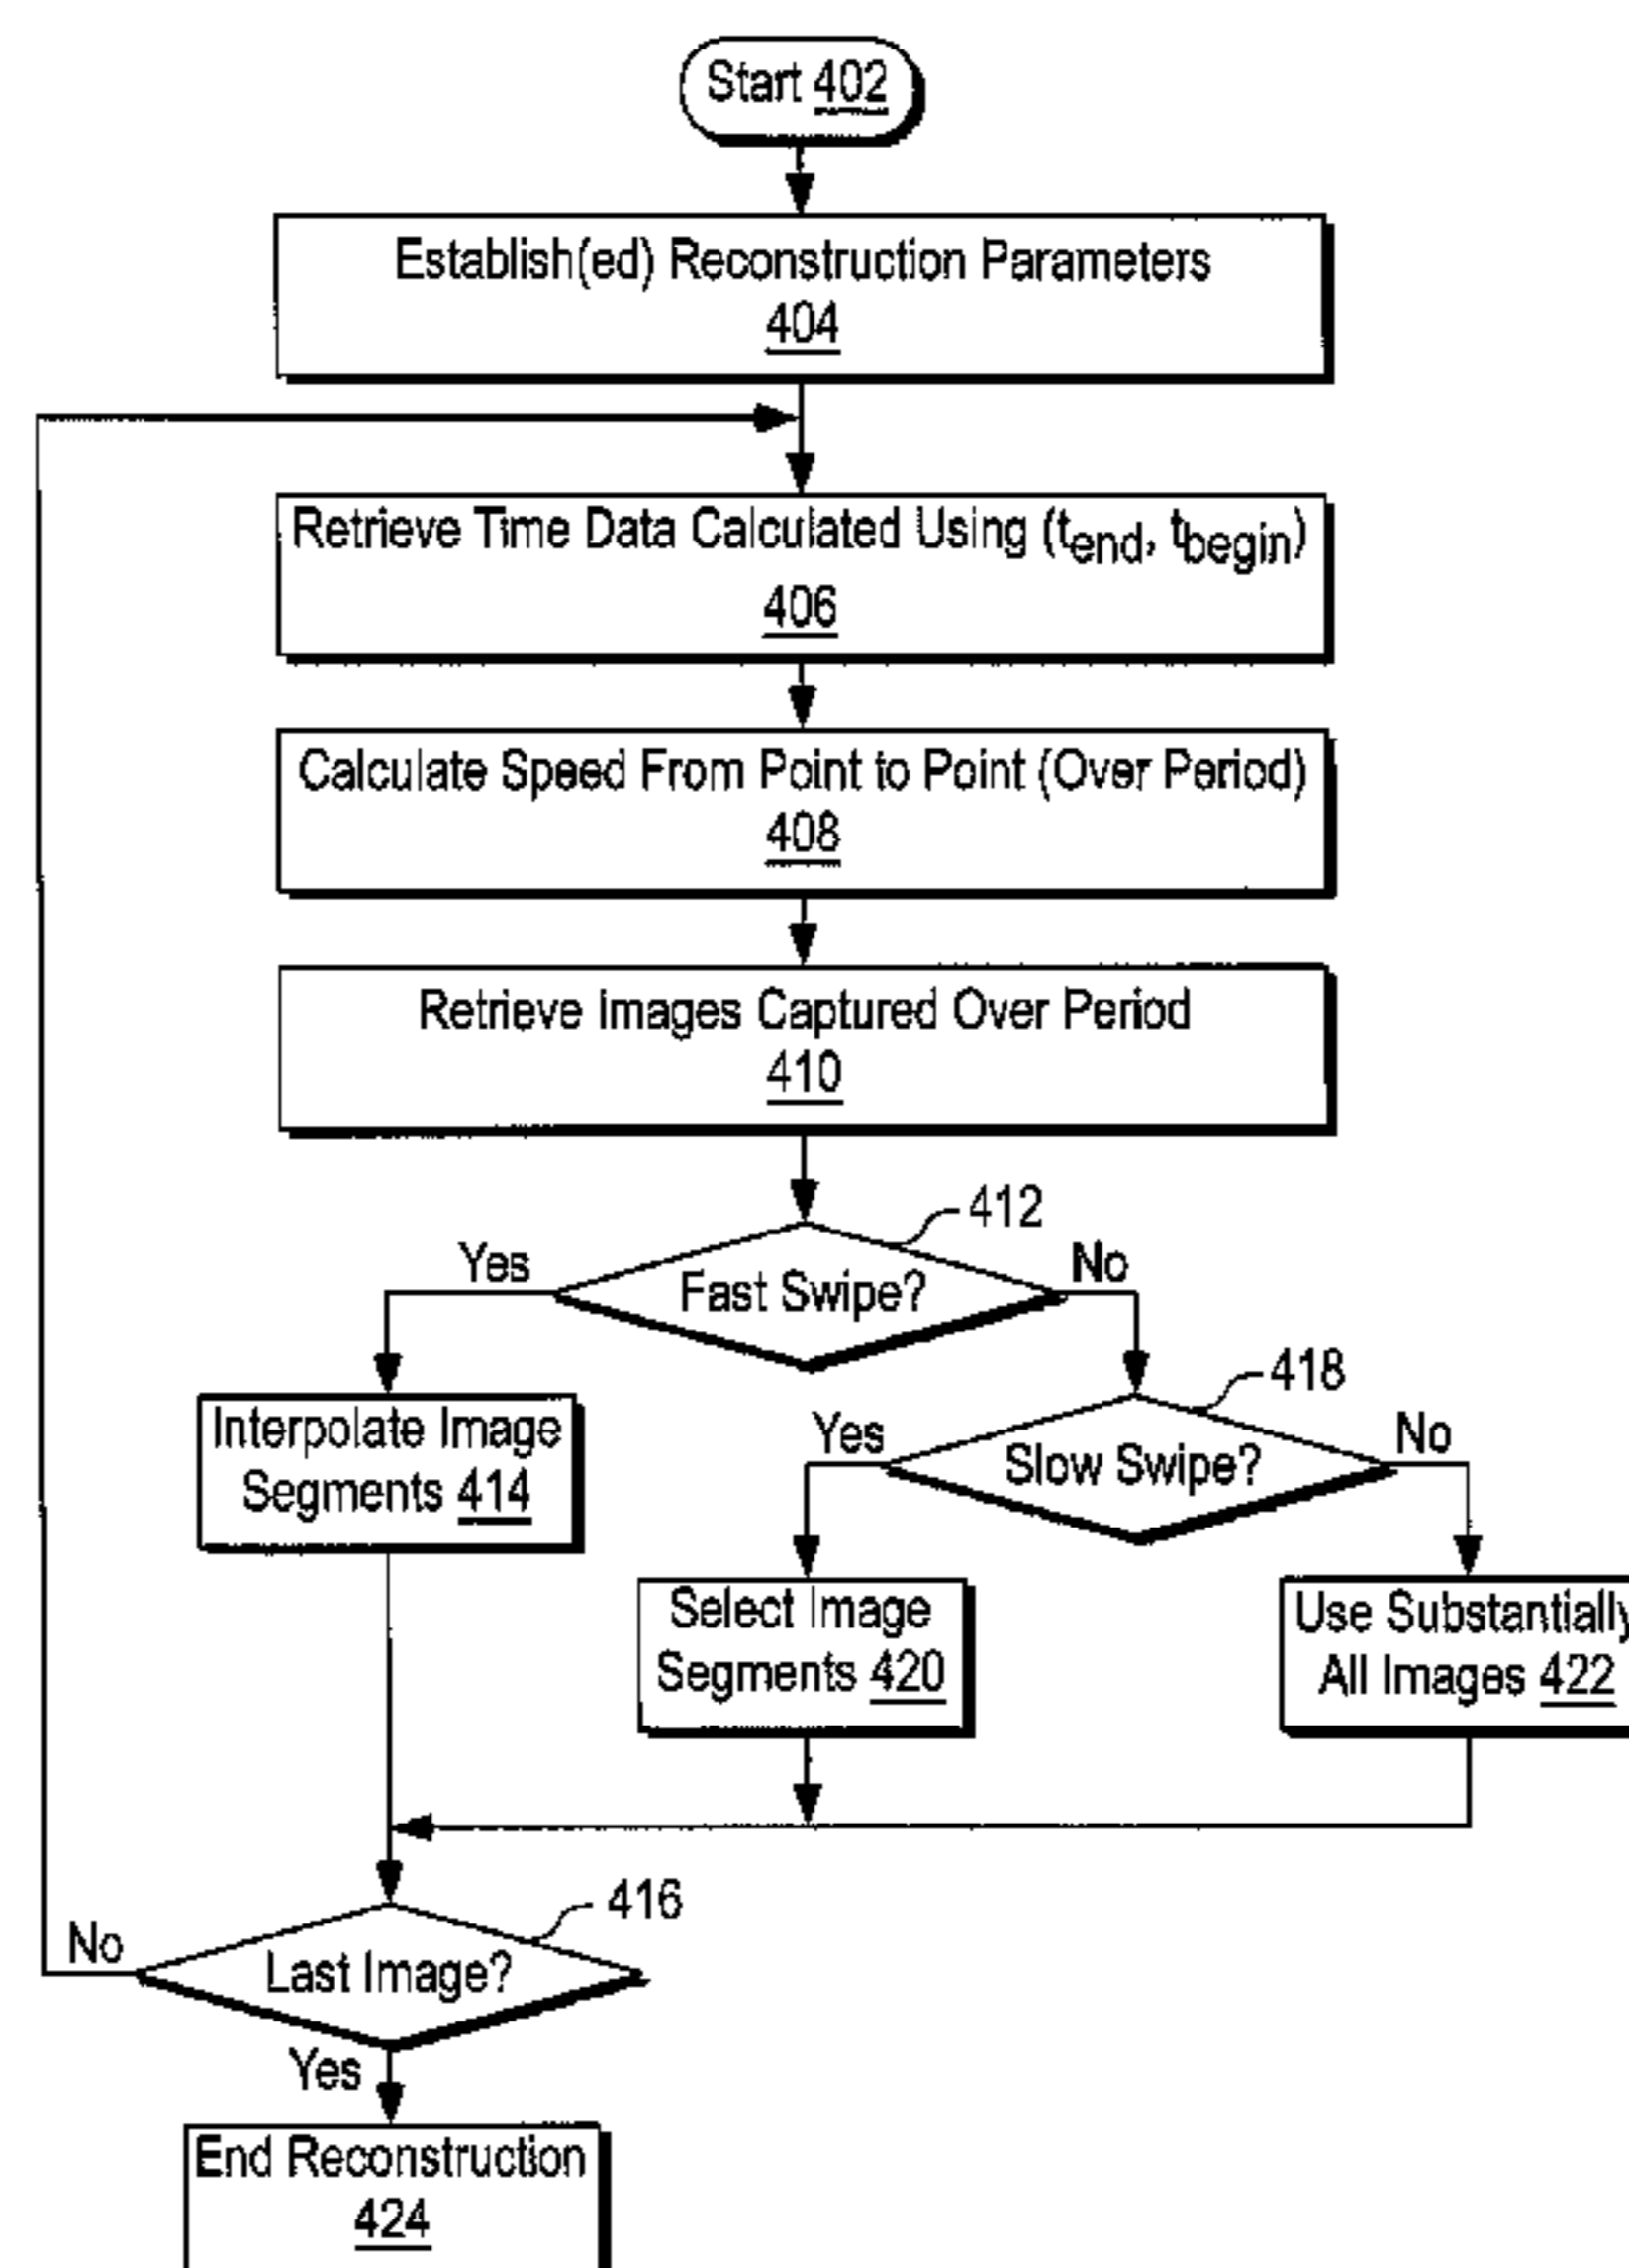 Start 402
Establish(ed) Reconstruction Parameters
404
Retrieve Time Data Calculated Using (tend, tbegin)
406
Calculate Speed From Point to Point (Over Period)
408
Retrieve Images Captured Over Period
410
412
Yes
No
Fast Swipe?
418
Interpolate Image
Segments 414
Yes
No
Slow Swipe?
Select Image
Segments 420
Use Substantially
All Images 422
416
No
Last Image?
Yes
End Reconstruction
424